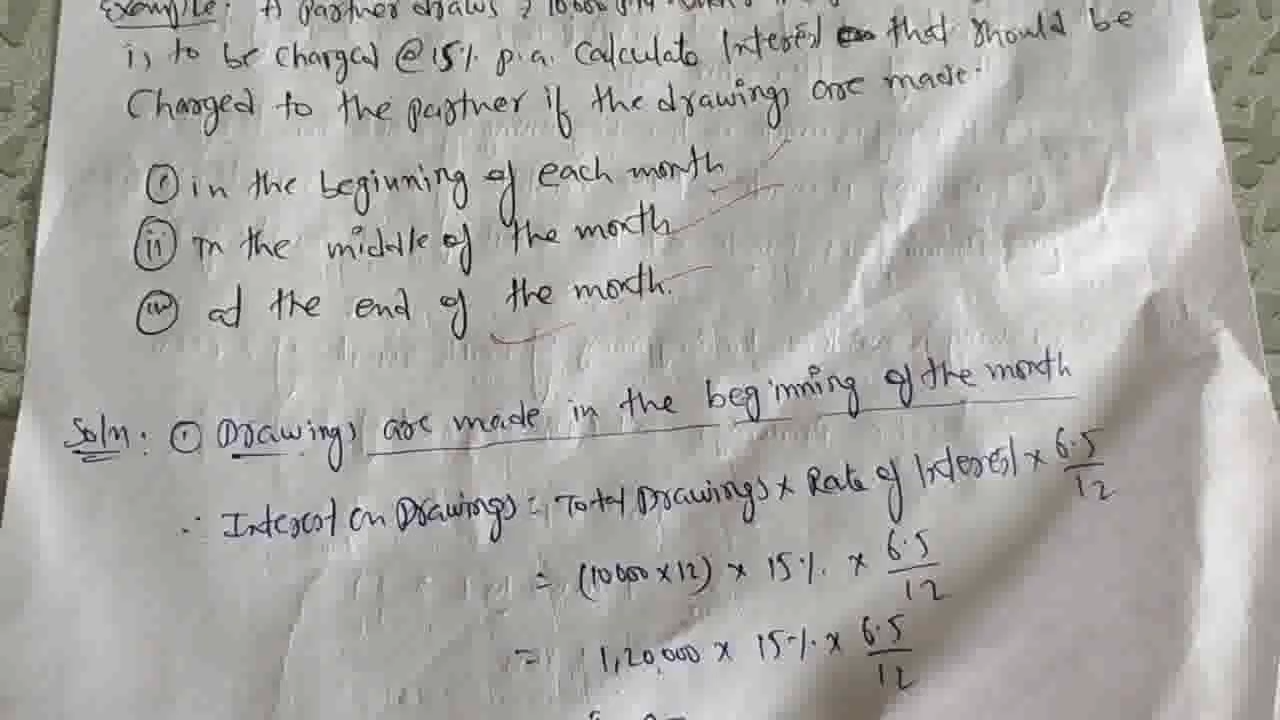 Example: A partner draws ₹ 10000 p.m.
is to be charged @ 15% p.a. Calculate Interest that should be
Charged to the partner if the drawings are made.
(i) in the beginning of each month
(ii) in the middle of the month
at the end of the month.
Soln: (i) Drawings are made in the beginning of the month
∴ Interest on Drawings = Total Drawings x Rate of Interest x 6.5/12
= (10000 x 12) x 15% x 6.5/12
= 1,20,000 x 15% x 6.5/12